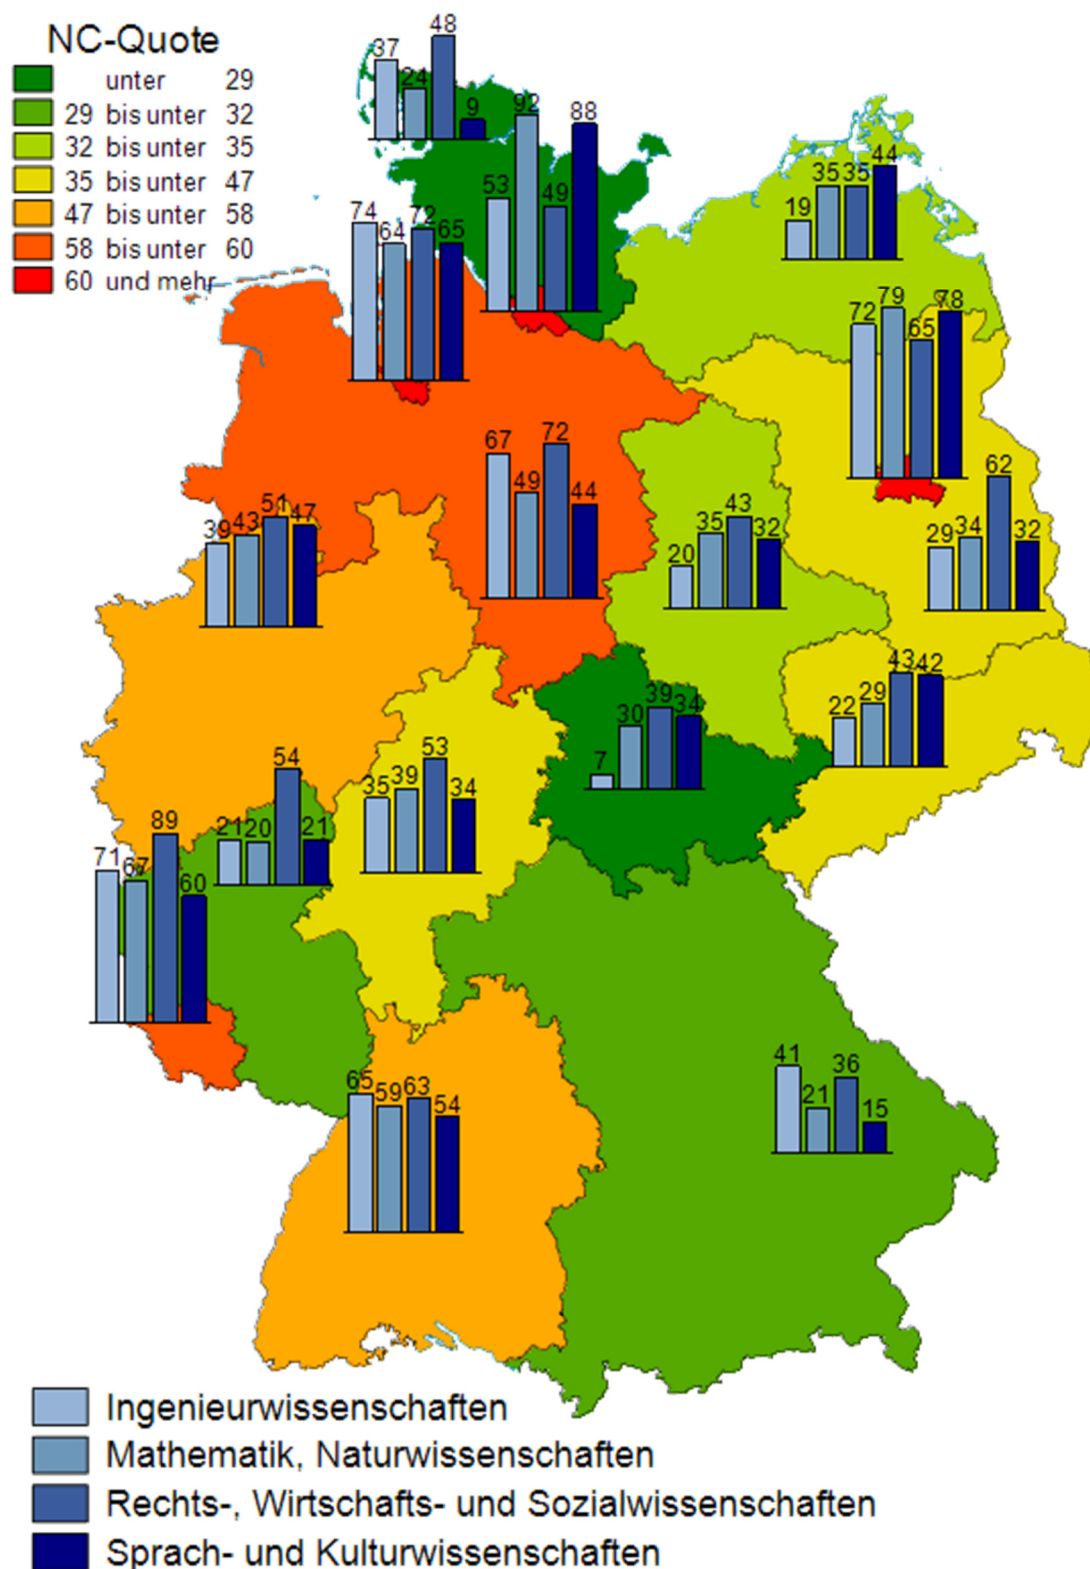 NC-Quote
unter 29
29 bis unter 32
32 bis unter 35
35 bis unter 47
47 bis unter 58
58 bis unter 60
60 und mehr
37 24 48 9
53 92 49 88
19 35 35 44
74 64 72 65
72 79 65 78
67 49 72 44
29 34 62 32
39 43 51 47
20 35 43 32
22 29 43 42
7 30 39 34
35 39 53 34
21 20 54 21
71 67 89 60
41 21 36 15
65 59 63 54
Ingenieurwissenschaften
Mathematik, Naturwissenschaften
Rechts-, Wirtschafts- und Sozialwissenschaften
Sprach- und Kulturwissenschaften